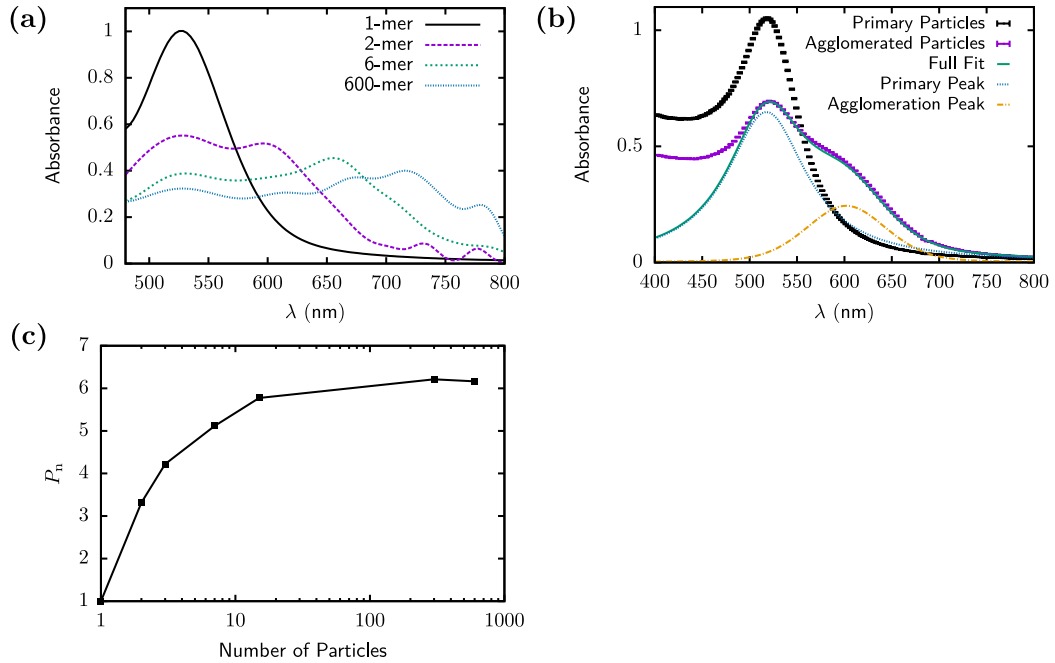 (a)
1-mer
2-mer
6-mer
600-mer
Absorbance
0
0.2
0.4
0.6
0.8
1
500
550
600
650
700
750
800
λ (nm)
(b)
Primary Particles
Agglomerated Particles
Full Fit
Primary Peak
Agglomeration Peak
Absorbance
0
0.5
1
400
450
500
550
600
650
700
750
800
λ (nm)
(c)
Pn
1
2
3
4
5
6
7
1
10
100
1000
Number of Particles